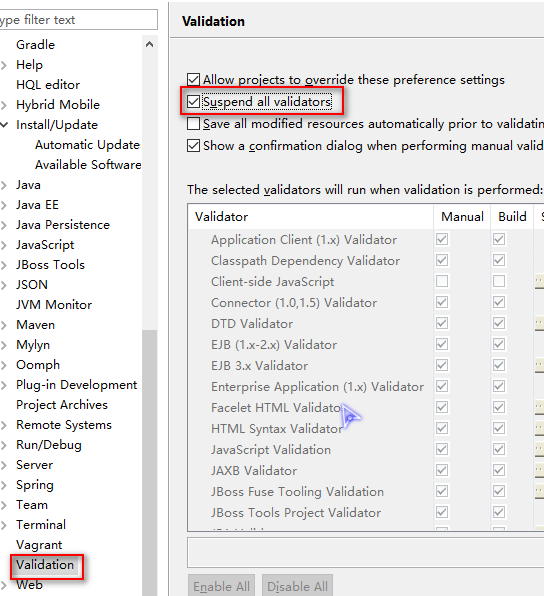 ype filter text
Gradle
Help
HQL editor
Hybrid Mobile
Install/Update
Automatic Update
Available Software
Java
Java EE
Java Persistence
JavaScript
JBoss Tools
JSON
JVM Monitor
Maven
Mylyn
Oomph
Plug-in Development
Project Archives
Remote Systems
Run/Debug
Server
Spring
Team
Terminal
Vagrant
Validation
Web
Validation
Allow projects to override these preference settings
Suspend all validators
Save all modified resources automatically prior to validatin
Show a confirmation dialog when performing manual valid
The selected validators will run when validation is performed:
Validator Manual Build
Application Client (1.x) Validator
Classpath Dependency Validator
Client-side JavaScript
Connector (1.0,1.5) Validator
DTD Validator
EJB (1.x-2.x) Validator
EJB 3.x Validator
Enterprise Application (1.x) Validator
Facelet HTML Validato
HTML Syntax Validator
JavaScript Validation
JAXB Validator
JBoss Fuse Tooling Validation
JBoss Tools Project Validator
Enable All Disable All